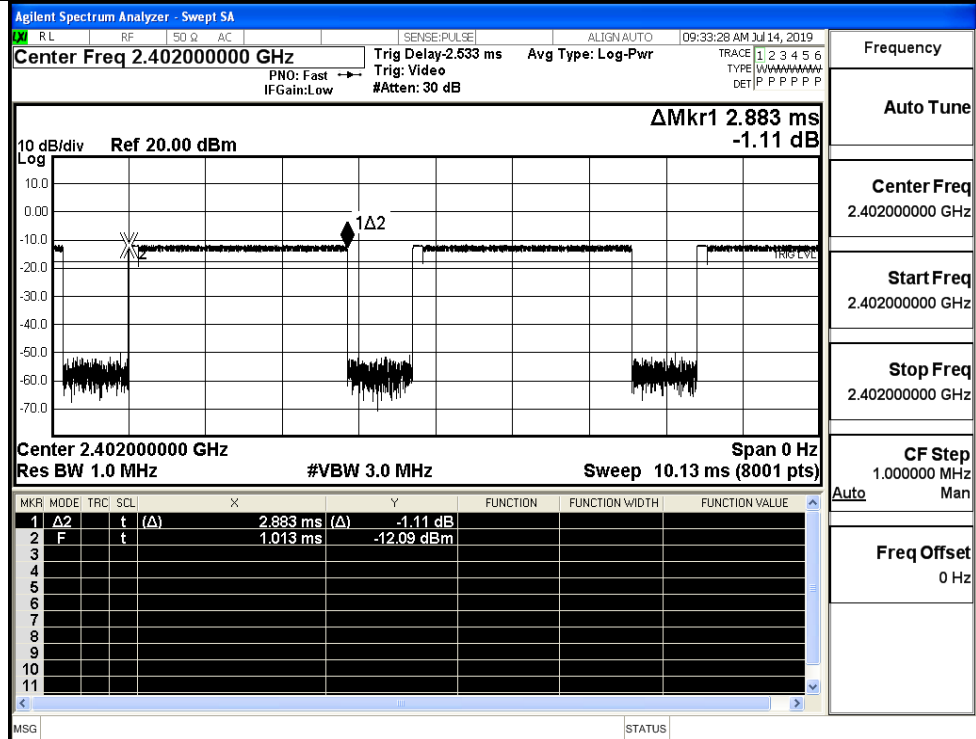 Agilent Spectrum Analyzer - Swept SA
LXI RL RF 50 Ω AC SENSE:PULSE ALIGN AUTO 09:33:28 AM Jul 14, 2019
Center Freq 2.402000000 GHz
PNO: Fast
IFGain:Low
Trig Delay-2.533 ms
Trig: Video
#Atten: 30 dB
Avg Type: Log-Pwr
TRACE 1 2 3 4 5 6
TYPE WWWWWW
DET P P P P P P
ΔMkr1 2.883 ms
-1.11 dB
10 dB/div Ref 20.00 dBm
Log
10.0
0.00
-10.0
-20.0
-30.0
-40.0
-50.0
-60.0
-70.0
1Δ2
2
TRIG LVL
Center 2.402000000 GHz Span 0 Hz
Res BW 1.0 MHz #VBW 3.0 MHz Sweep 10.13 ms (8001 pts)
MKR MODE TRC SCL X Y FUNCTION FUNCTION WIDTH FUNCTION VALUE
1 Δ2 t (Δ) 2.883 ms (Δ) -1.11 dB
2 F t 1.013 ms -12.09 dBm
3
4
5
6
7
8
9
10
11
MSG STATUS
Frequency
Auto Tune
Center Freq
2.402000000 GHz
Start Freq
2.402000000 GHz
Stop Freq
2.402000000 GHz
CF Step
1.000000 MHz
Auto Man
Freq Offset
0 Hz